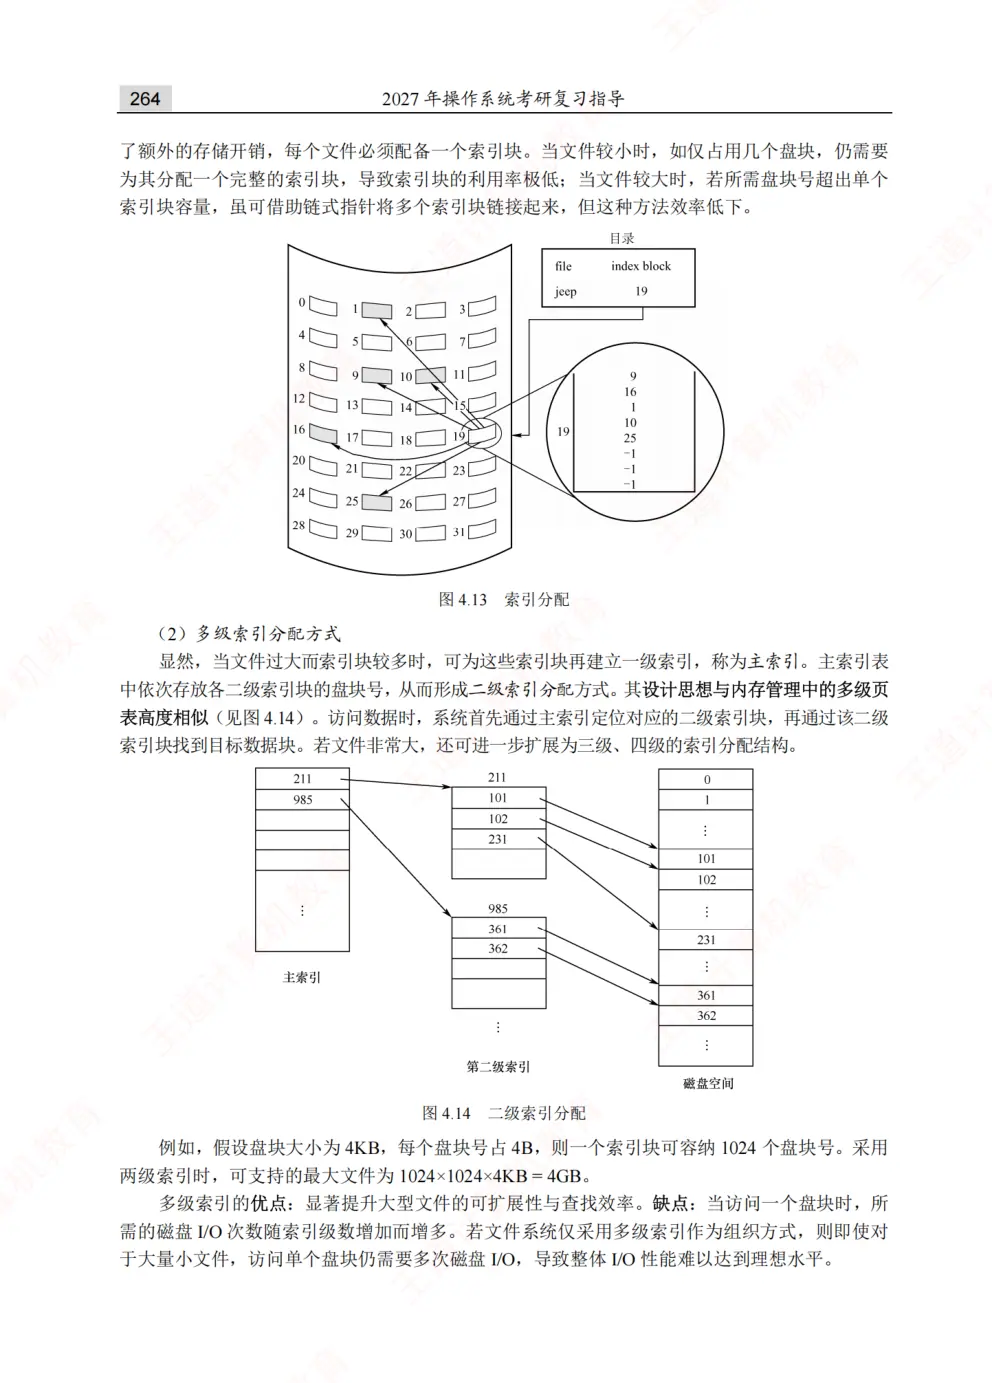 264
2027 年操作系统考研复习指导
了额外的存储开销，每个文件必须配备一个索引块。当文件较小时，如仅占用几个盘块，仍需要
为其分配一个完整的索引块，导致索引块的利用率极低；当文件较大时，若所需盘块号超出单个
索引块容量，虽可借助链式指针将多个索引块链接起来，但这种方法效率低下。
目录
file index block
jeep 19
0 1 2 3
4 5 6 7
8 9 10 11
12 13 14 15
16 17 18 19
20 21 22 23
24 25 26 27
28 29 30 31
19
9
16
1
10
25
-1
-1
-1
图 4.13 索引分配
（2）多级索引分配方式
显然，当文件过大而索引块较多时，可为这些索引块再建立一级索引，称为主索引。主索引表
中依次存放各二级索引块的盘块号，从而形成二级索引分配方式。其设计思想与内存管理中的多级页
表高度相似（见图 4.14）。访问数据时，系统首先通过主索引定位对应的二级索引块，再通过该二级
索引块找到目标数据块。若文件非常大，还可进一步扩展为三级、四级的索引分配结构。
211
985
⋮
主索引
211
101
102
231
985
361
362
⋮
第二级索引
0
1
⋮
101
102
⋮
231
⋮
361
362
⋮
磁盘空间
图 4.14 二级索引分配
例如，假设盘块大小为 4KB，每个盘块号占 4B，则一个索引块可容纳 1024 个盘块号。采用
两级索引时，可支持的最大文件为 1024×1024×4KB = 4GB。
多级索引的优点：显著提升大型文件的可扩展性与查找效率。缺点：当访问一个盘块时，所
需的磁盘 I/O 次数随索引级数增加而增多。若文件系统仅采用多级索引作为组织方式，则即使对
于大量小文件，访问单个盘块仍需要多次磁盘 I/O，导致整体 I/O 性能难以达到理想水平。
王道计算机教育